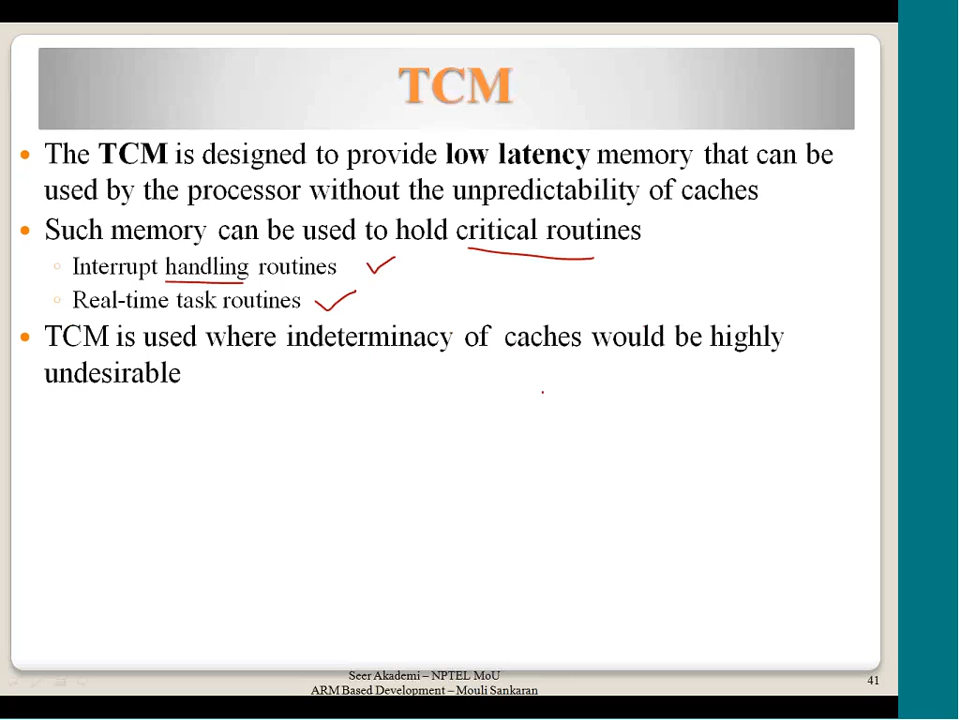 TCM
• The TCM is designed to provide low latency memory that can be
used by the processor without the unpredictability of caches
• Such memory can be used to hold critical routines
◦ Interrupt handling routines
◦ Real-time task routines
• TCM is used where indeterminacy of caches would be highly
undesirable
Seer Akademi – NPTEL MoU
ARM Based Development – Mouli Sankaran
41